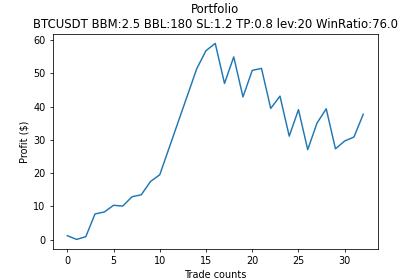 Portfolio
BTCUSDT BBM:2.5 BBL:180 SL:1.2 TP:0.8 lev:20 WinRatio:76.0
60
50
40
30
20
10
0
Profit ($)
0 5 10 15 20 25 30
Trade counts